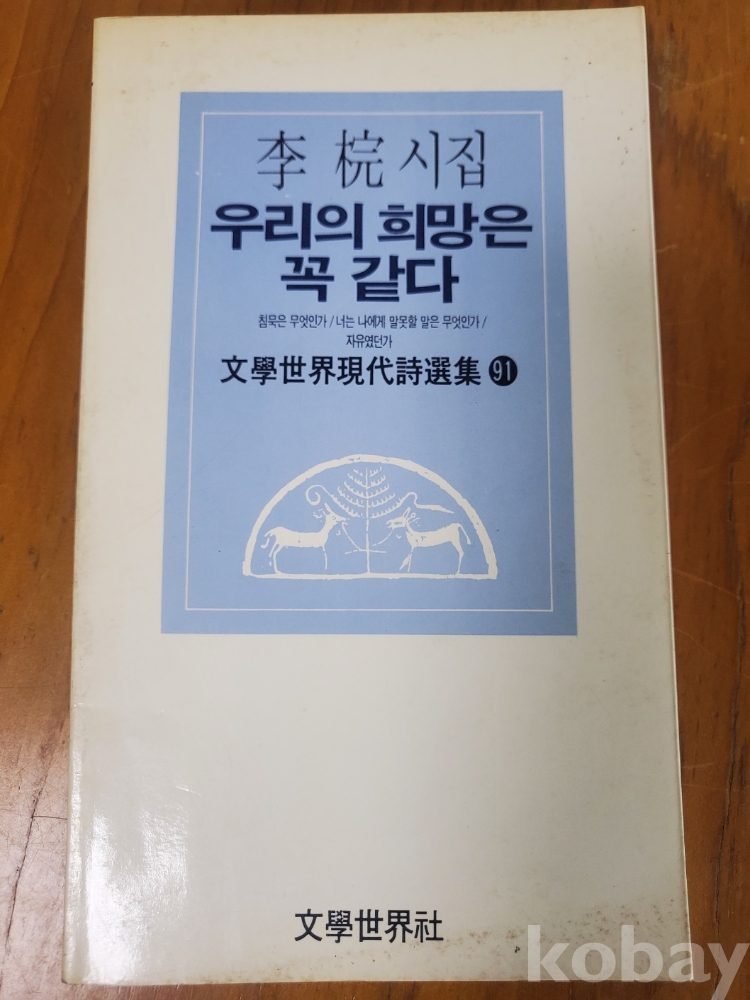 李 梡 시집
우리의 희망은
꼭 같다
침묵은 무엇인가 / 너는 나에게 말못할 말은 무엇인가 /
자유였던가
文學世界現代詩選集 91
文學世界社
kobay